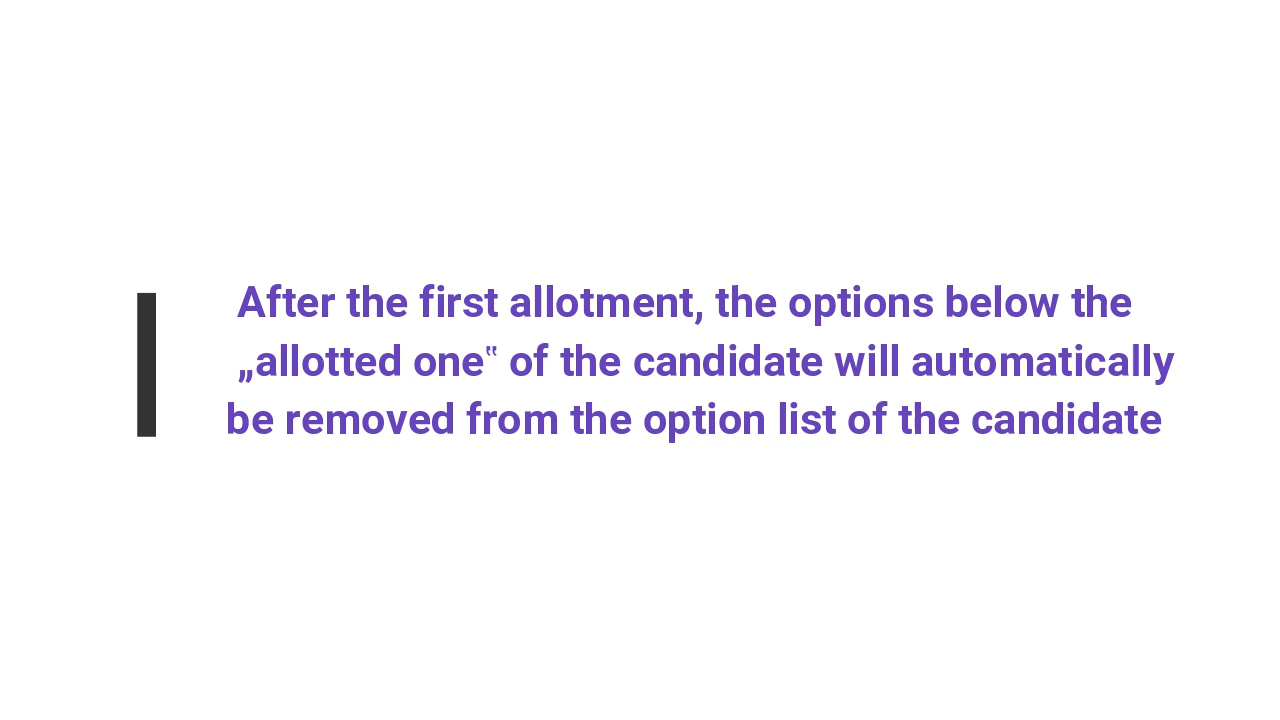 After the first allotment, the options below the
„allotted one‟ of the candidate will automatically
be removed from the option list of the candidate